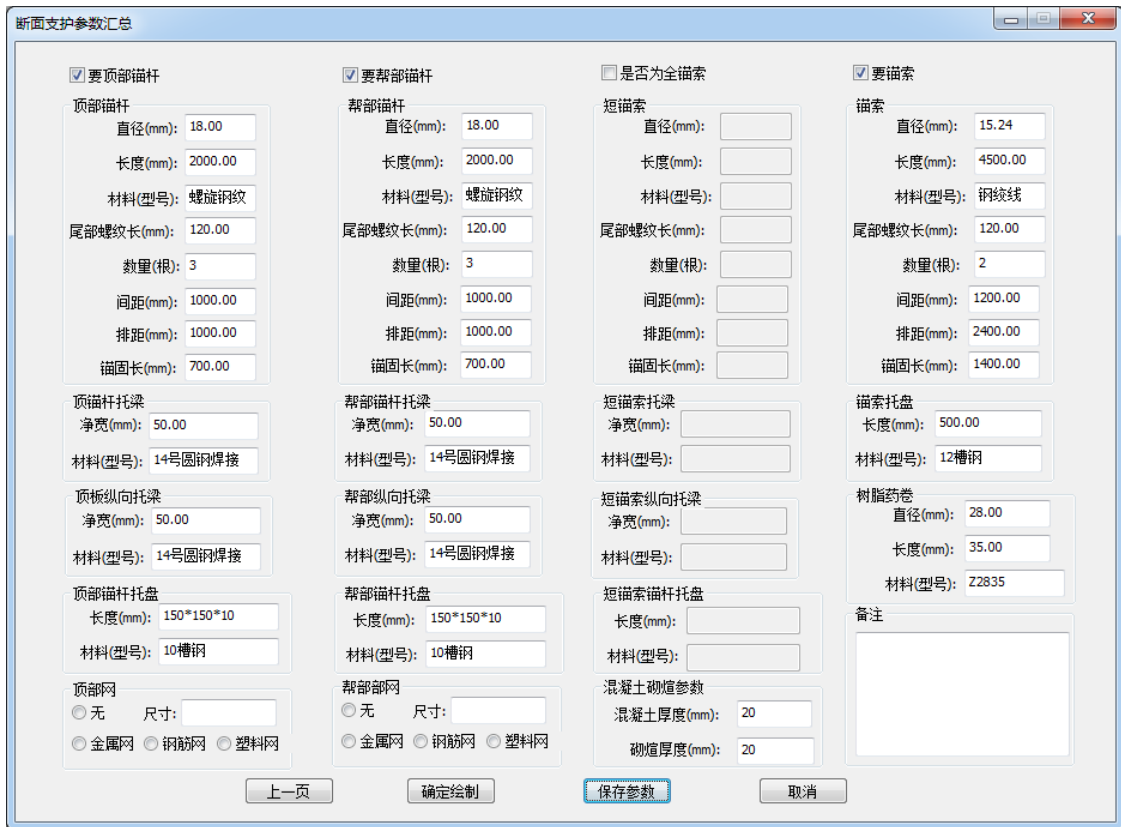 断面支护参数汇总
要顶部锚杆
要帮部锚杆
是否为全锚索
要锚索
顶部锚杆
直径(mm): 18.00
长度(mm): 2000.00
材料(型号): 螺旋钢纹
尾部螺纹长(mm): 120.00
数量(根): 3
间距(mm): 1000.00
排距(mm): 1000.00
锚固长(mm): 700.00
帮部锚杆
直径(mm): 18.00
长度(mm): 2000.00
材料(型号): 螺旋钢纹
尾部螺纹长(mm): 120.00
数量(根): 3
间距(mm): 1000.00
排距(mm): 1000.00
锚固长(mm): 700.00
短锚索
直径(mm):
长度(mm):
材料(型号):
尾部螺纹长(mm):
数量(根):
间距(mm):
排距(mm):
锚固长(mm):
锚索
直径(mm): 15.24
长度(mm): 4500.00
材料(型号): 钢绞线
尾部螺纹长(mm): 120.00
数量(根): 2
间距(mm): 1200.00
排距(mm): 2400.00
锚固长(mm): 1400.00
顶锚杆托梁
净宽(mm): 50.00
材料(型号): 14号圆钢焊接
帮部锚杆托梁
净宽(mm): 50.00
材料(型号): 14号圆钢焊接
短锚索托梁
净宽(mm):
材料(型号):
锚索托盘
长度(mm): 500.00
材料(型号): 12槽钢
顶板纵向托梁
净宽(mm): 50.00
材料(型号): 14号圆钢焊接
帮部纵向托梁
净宽(mm): 50.00
材料(型号): 14号圆钢焊接
短锚索纵向托梁
净宽(mm):
材料(型号):
树脂药卷
直径(mm): 28.00
长度(mm): 35.00
材料(型号): Z2835
顶部锚杆托盘
长度(mm): 150*150*10
材料(型号): 10槽钢
帮部锚杆托盘
长度(mm): 150*150*10
材料(型号): 10槽钢
短锚索锚杆托盘
长度(mm):
材料(型号):
备注
顶部网
无 尺寸:
金属网 钢筋网 塑料网
帮部部网
无 尺寸:
金属网 钢筋网 塑料网
混凝土砌煊参数
混凝土厚度(mm): 20
砌煊厚度(mm): 20
上一页 确定绘制 保存参数 取消